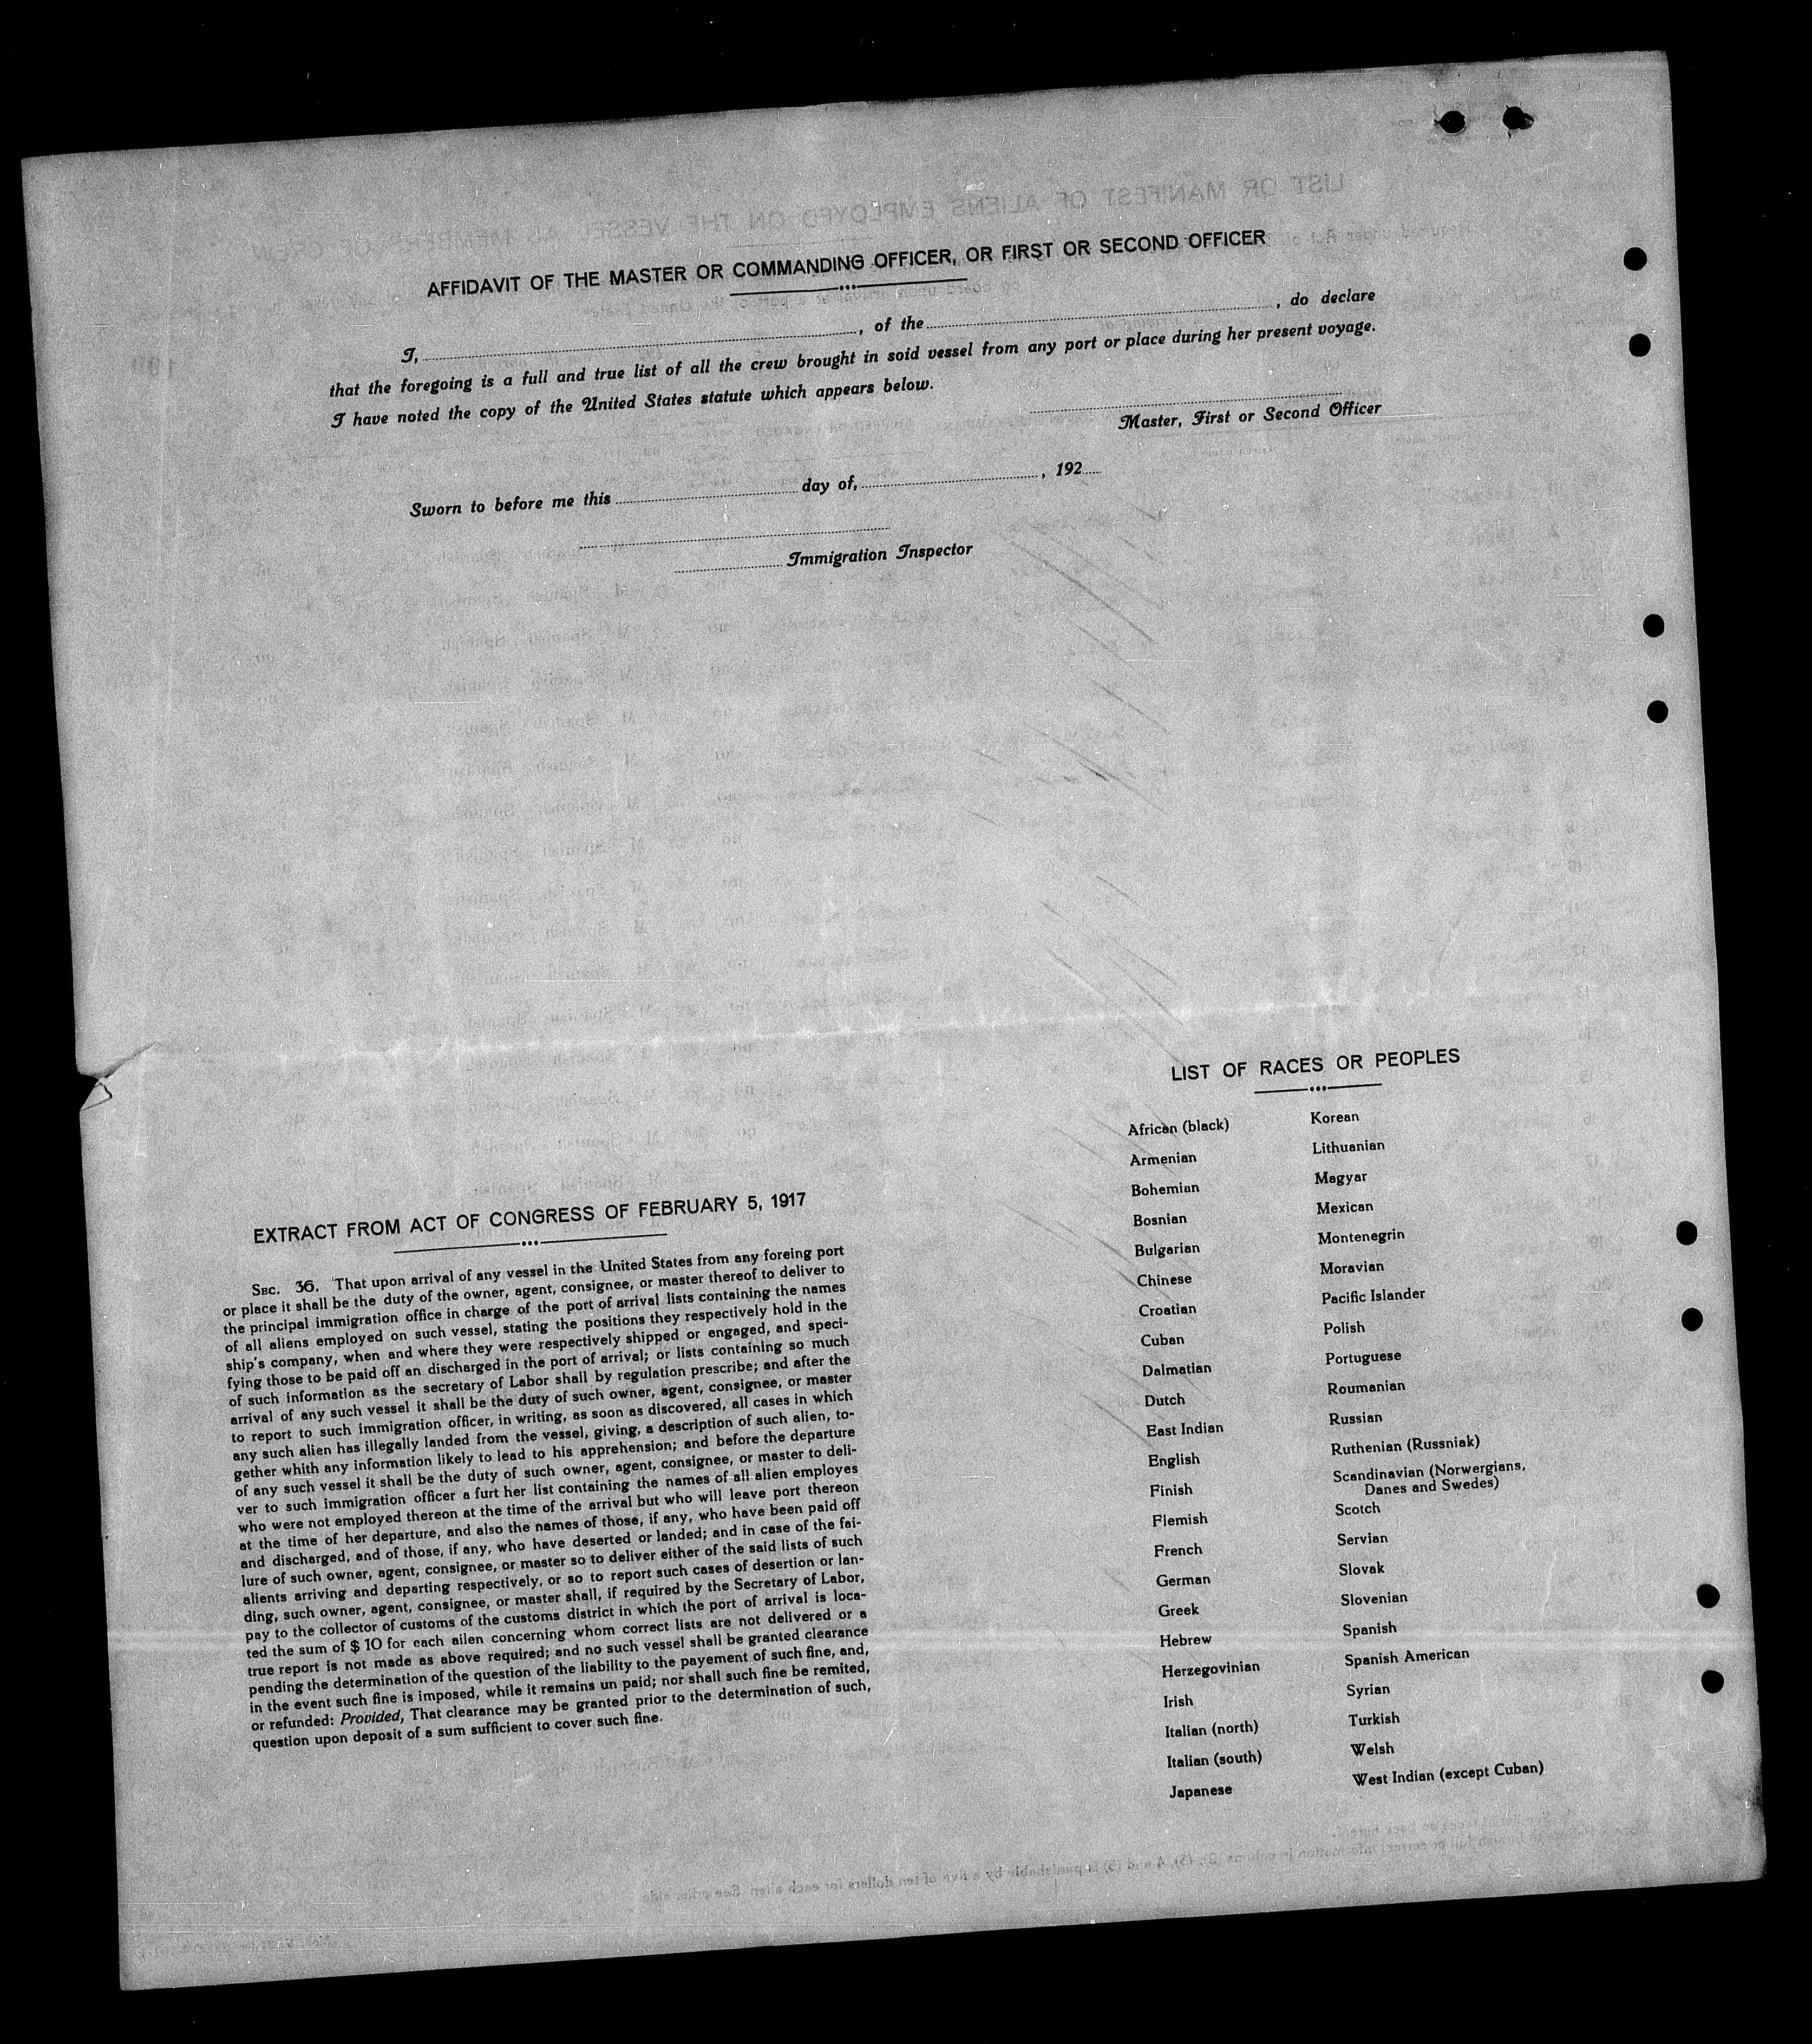 AFFIDAVIT OF THE MASTER OR COMMANDING OFFICER, OR FIRST OR SECOND OFFICER
I, , of the , do declare
that the foregoing is a full and true list of all the crew brought in soid vessel from any port or place during her present voyage.
I have noted the copy of the United States statute which appears below.
Master, First or Second Officer
Sworn to before me this day of, , 192
Immigration Inspector
EXTRACT FROM ACT OF CONGRESS OF FEBRUARY 5, 1917
SEC. 36. That upon arrival of any vessel in the United States from any foreing port
or place it shall be the duty of the owner, agent, consignee, or master thereof to deliver to
the principal immigration office in charge of the port of arrival lists containing the names
of all aliens employed on such vessel, stating the positions they respectively hold in the
ship's company, when and where they were respectively shipped or engaged, and speci-
fying those to be paid off an discharged in the port of arrival; or lists containing so much
of such information as the secretary of Labor shall by regulation prescribe; and after the
arrival of any such vessel it shall be the duty of such owner, agent, consignee, or master
to report to such immigration officer, in writing, as soon as discovered, all cases in which
any such alien has illegally landed from the vessel, giving, a description of such alien, to-
gether whith any information likely to lead to his apprehension; and before the departure
of any such vessel it shall be the duty of such owner, agent, consignee, or master to deli-
ver to such immigration officer a furt her list containing the names of all alien employes
who were not employed thereon at the time of the arrival but who will leave port thereon
at the time of her departure, and also the names of those, if any, who have been paid off
and discharged, and of those, if any, who have deserted or landed; and in case of the fai-
lure of such owner, agent, consignee, or master so to deliver either of the said lists of such
alients arriving and departing respectively, or so to report such cases of desertion or lan-
ding, such owner, agent, consignee, or master shall, if required by the Secretary of Labor,
pay to the collector of customs of the customs district in which the port of arrival is loca-
ted the sum of $ 10 for each ailen concerning whom correct lists are not delivered or a
true report is not made as above required; and no such vessel shall be granted clearance
pending the determination of the question of the liability to the payement of such fine, and,
in the event such fine is imposed, while it remains un paid; nor shall such fine be remited,
or refunded: Provided, That clearance may be granted prior to the determination of such,
question upon deposit of a sum sufficient to cover such fine.
LIST OF RACES OR PEOPLES
African (black)
Armenian
Bohemian
Bosnian
Bulgarian
Chinese
Croatian
Cuban
Dalmatian
Dutch
East Indian
English
Finish
Flemish
French
German
Greek
Hebrew
Herzegovinian
Irish
Italian (north)
Italian (south)
Japanese
Korean
Lithuanian
Magyar
Mexican
Montenegrin
Moravian
Pacific Islander
Polish
Portuguese
Roumanian
Russian
Ruthenian (Russniak)
Scandinavian (Norwergians,
Danes and Swedes)
Scotch
Servian
Slovak
Slovenian
Spanish
Spanish American
Syrian
Turkish
Welsh
West Indian (except Cuban)